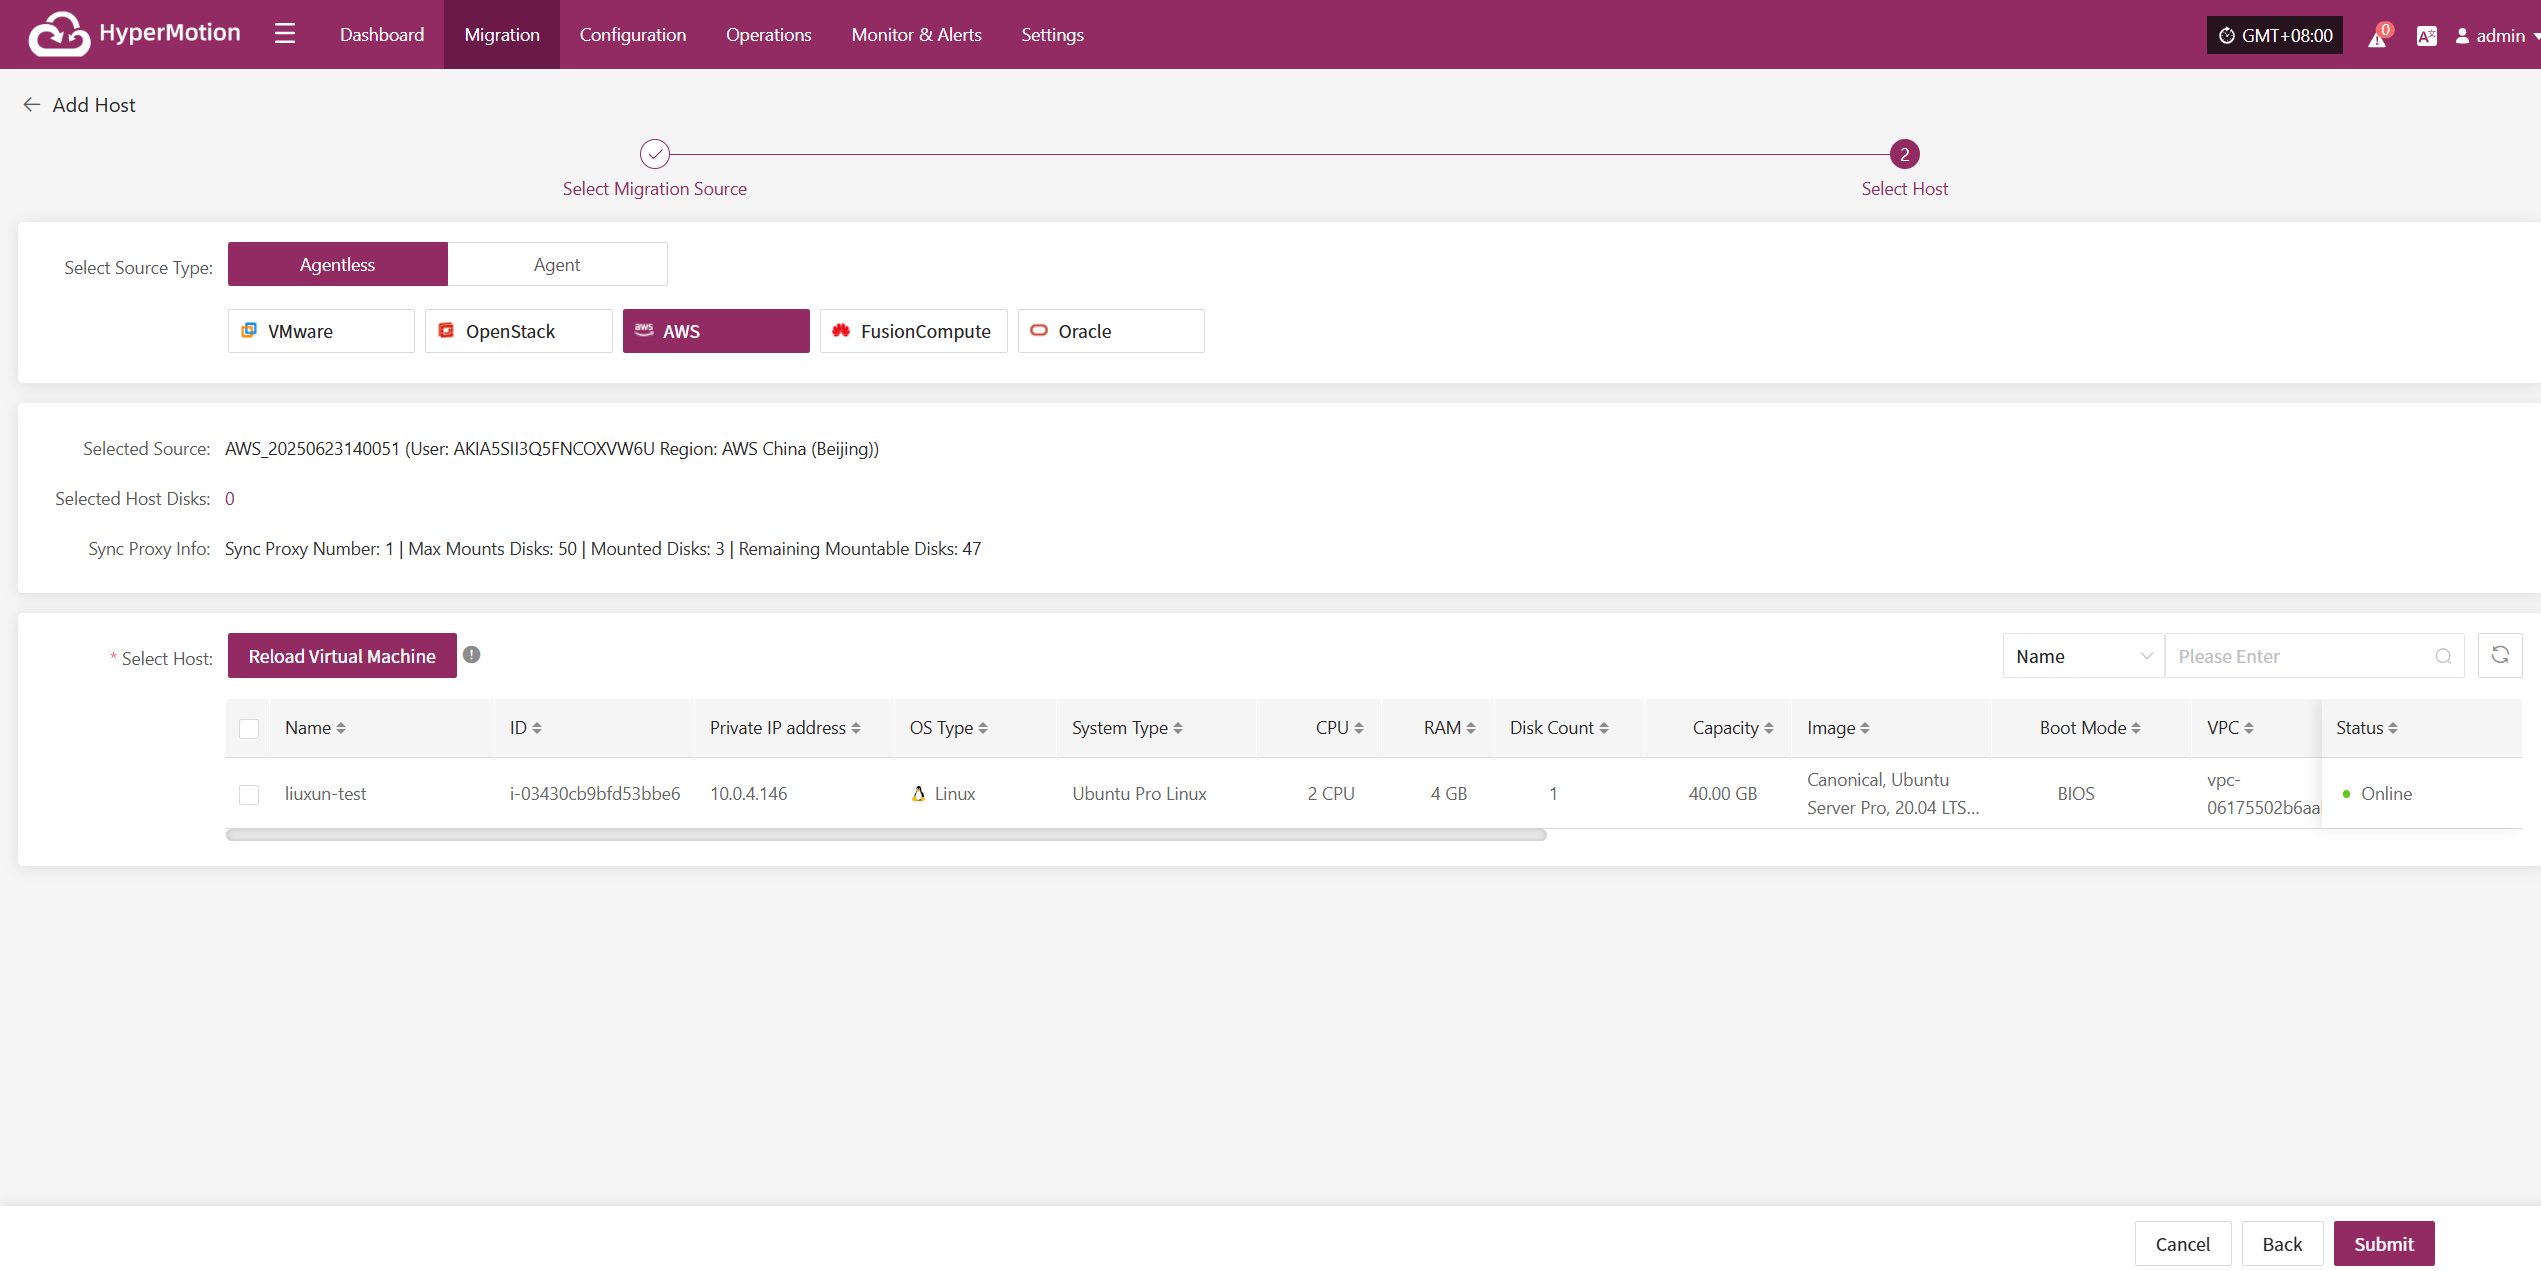 HyperMotion
Dashboard
Migration
Configuration
Operations
Monitor & Alerts
Settings
GMT+08:00
0
admin
Add Host
2
Select Migration Source
Select Host
Select Source Type:
Agentless
Agent
VMware
OpenStack
aws AWS
FusionCompute
Oracle
Selected Source: AWS_20250623140051 (User: AKIA5SII3Q5FNCOXVW6U Region: AWS China (Beijing))
Selected Host Disks: 0
Sync Proxy Info: Sync Proxy Number: 1 | Max Mounts Disks: 50 | Mounted Disks: 3 | Remaining Mountable Disks: 47
* Select Host:
Reload Virtual Machine
Name
Please Enter
Name ID Private IP address OS Type System Type CPU RAM Disk Count Capacity Image Boot Mode VPC Status
liuxun-test i-03430cb9bfd53bbe6 10.0.4.146 Linux Ubuntu Pro Linux 2 CPU 4 GB 1 40.00 GB Canonical, Ubuntu
Server Pro, 20.04 LTS...
BIOS
vpc-
06175502b6aa
Online
Cancel
Back
Submit